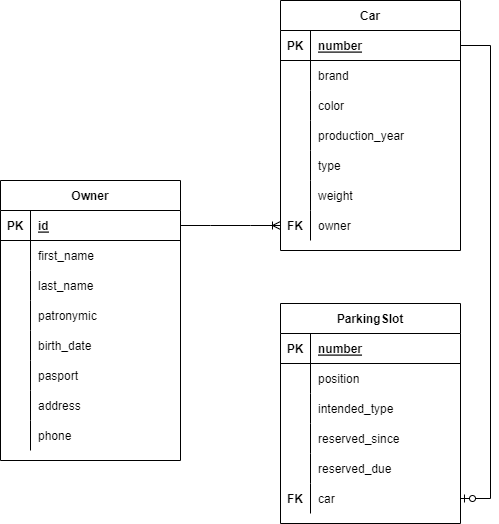 Car
PK number
brand
color
production_year
type
weight
FK owner
Owner
PK id
first_name
last_name
patronymic
birth_date
pasport
address
phone
ParkingSlot
PK number
position
intended_type
reserved_since
reserved_due
FK car